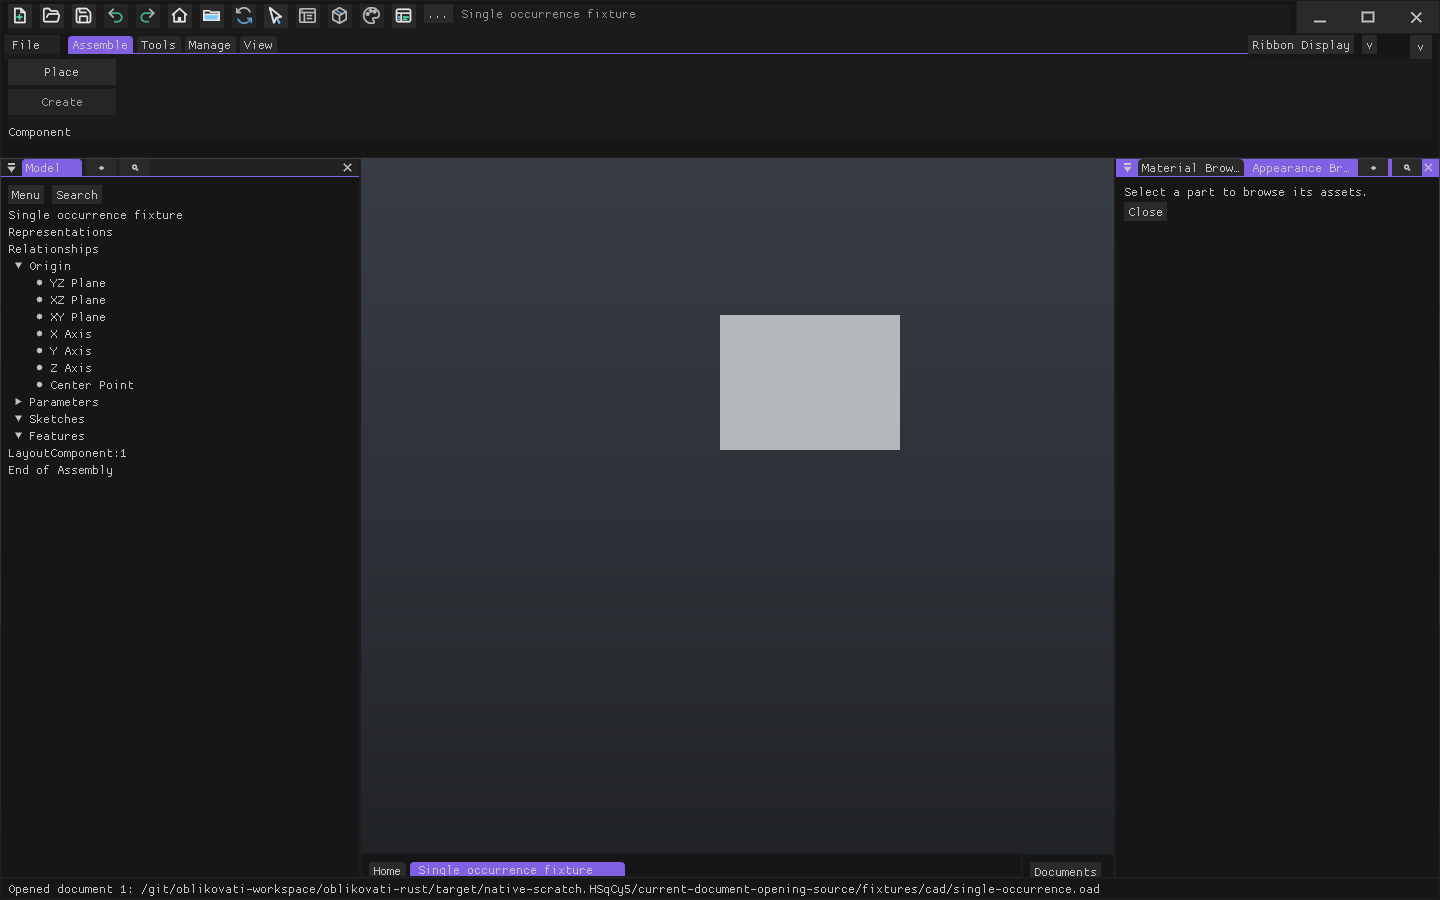 ... Single occurrence fixture
File Assemble Tools Manage View Ribbon Display v v
Place
Create
Component
Model
Menu Search
Single occurrence fixture
Representations
Relationships
Origin
YZ Plane
XZ Plane
XY Plane
X Axis
Y Axis
Z Axis
Center Point
Parameters
Sketches
Features
LayoutComponent:1
End of Assembly
Material Brow… Appearance Br…
Select a part to browse its assets.
Close
Home Single occurrence fixture Documents
Opened document 1: /git/oblikovati-workspace/oblikovati-rust/target/native-scratch.HSqCy5/current-document-opening-source/fixtures/cad/single-occurrence.oad